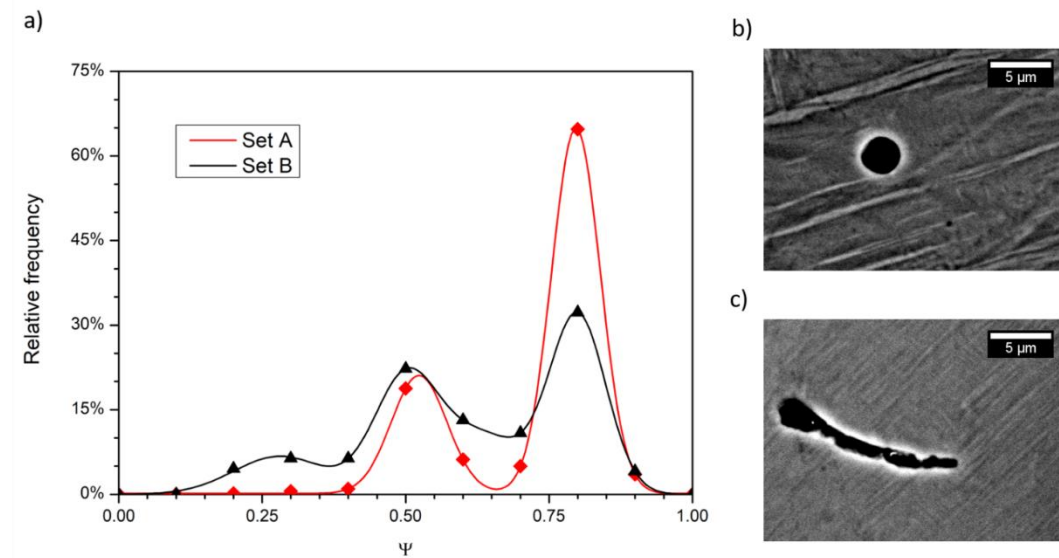 a)
75%
60%
45%
30%
15%
0%
Relative frequency
Set A
Set B
0.00 0.25 0.50 0.75 1.00
Ψ
b)
5 μm
c)
5 μm